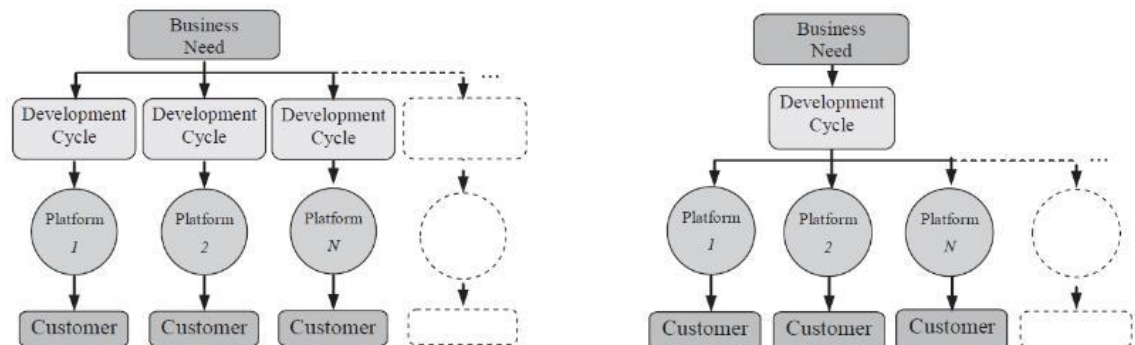 Business
Need
...
Development
Cycle
Development
Cycle
Development
Cycle
Platform
1
Platform
2
Platform
N
Customer
Customer
Customer
Business
Need
Development
Cycle
...
Platform
1
Platform
2
Platform
N
Customer
Customer
Customer